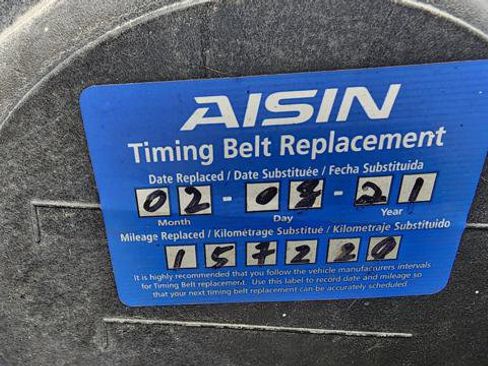 AISIN
Timing Belt Replacement
Date Replaced / Date Substituée / Fecha Substituida
02-08-21
Month Day Year
Mileage Replaced / Kilométrage Substitué / Kilometraje Substituido
157220
It is highly recommended that you follow the vehicle manufacturers intervals
for Timing Belt replacement. Use this label to record date and mileage so
that your next timing belt replacement can be accurately scheduled